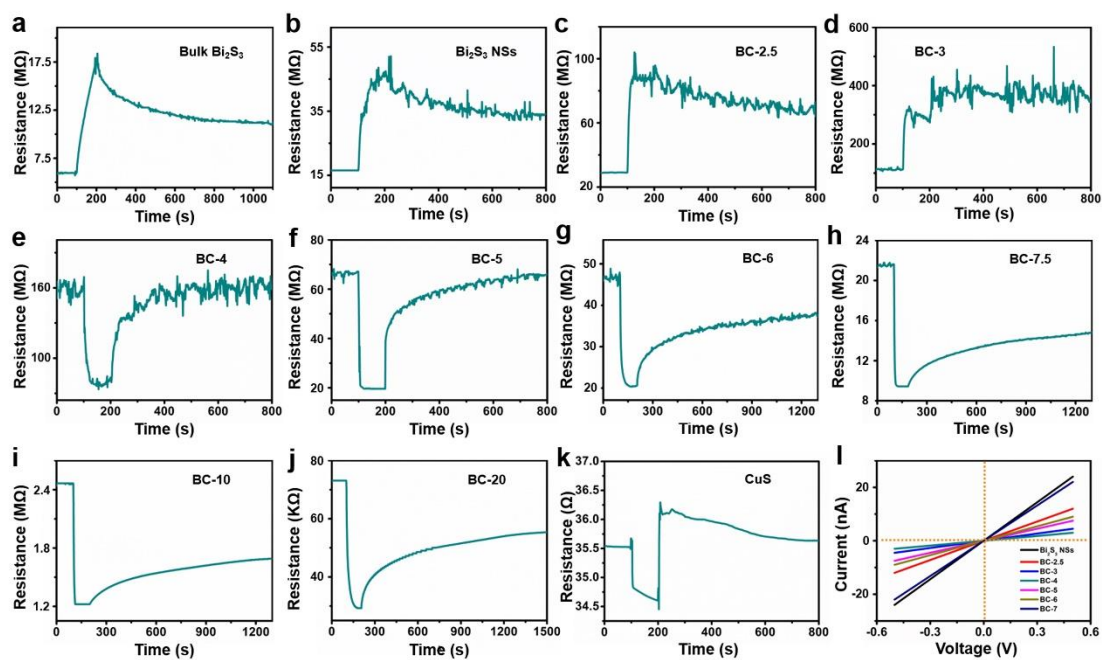 a
Bulk Bi₂S₃
Resistance (MΩ)
17.5
12.5
7.5
0 200 400 600 800 1000
Time (s)
b
Bi₂S₃ NSs
Resistance (MΩ)
55
45
35
25
15
0 200 400 600 800
Time (s)
c
BC-2.5
Resistance (MΩ)
100
80
60
40
20
0 200 400 600 800
Time (s)
d
BC-3
Resistance (MΩ)
600
400
200
0 200 400 600 800
Time (s)
e
BC-4
Resistance (MΩ)
160
100
0 200 400 600 800
Time (s)
f
BC-5
Resistance (MΩ)
80
60
40
20
0 200 400 600 800
Time (s)
g
BC-6
Resistance (MΩ)
50
40
30
20
10
0 300 600 900 1200
Time (s)
h
BC-7.5
Resistance (MΩ)
24
20
16
12
8
0 300 600 900 1200
Time (s)
i
BC-10
Resistance (MΩ)
2.4
1.8
1.2
0 300 600 900 1200
Time (s)
j
BC-20
Resistance (KΩ)
80
60
40
0 300 600 900 1200 1500
Time (s)
k
CuS
Resistance (Ω)
37.0
36.5
36.0
35.5
35.0
34.5
0 200 400 600 800
Time (s)
l
Currrent (nA)
20
0
-20
Bi₂S₃ NSs
BC-2.5
BC-3
BC-4
BC-5
BC-6
BC-7
-0.6 -0.3 0.0 0.3 0.6
Voltage (V)